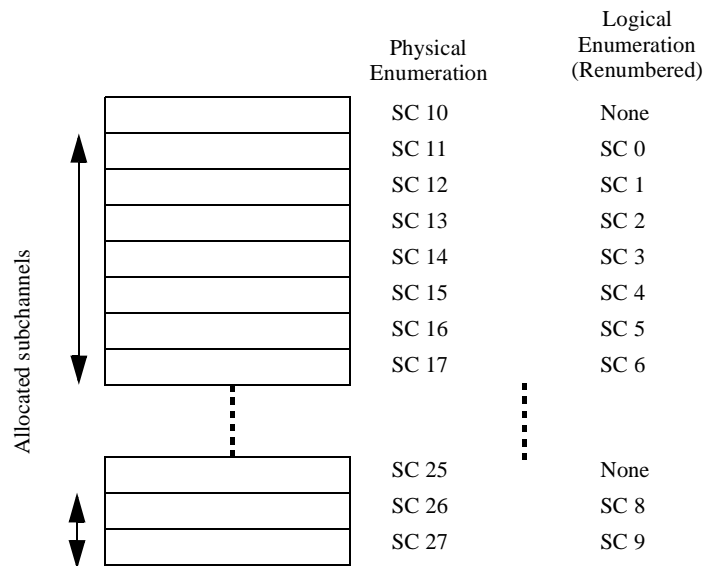 Physical
Enumeration
Logical
Enumeration
(Renumbered)
SC 10 None
SC 11 SC 0
SC 12 SC 1
SC 13 SC 2
SC 14 SC 3
SC 15 SC 4
SC 16 SC 5
SC 17 SC 6
SC 25 None
SC 26 SC 8
SC 27 SC 9
Allocated subchannels